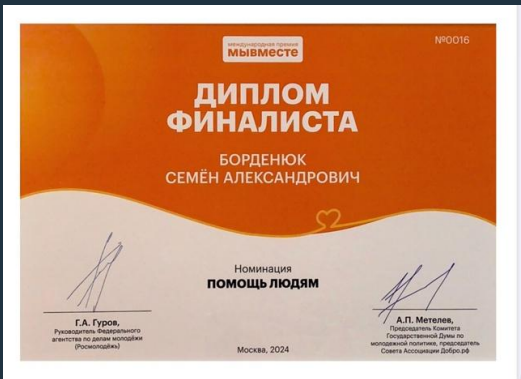 №0016
международная премия
МЫВМЕСТЕ
ДИПЛОМ
ФИНАЛИСТА
БОРДЕНЮК
СЕМЁН АЛЕКСАНДРОВИЧ
Номинация
ПОМОЩЬ ЛЮДЯМ
Г.А. Гуров,
Руководитель Федерального
агентства по делам молодёжи
(Росмолодёжь)
Москва, 2024
А.П. Метелев,
Председатель Комитета
Государственной Думы по
молодежной политике, председатель
Совета Ассоциации Добро.рф